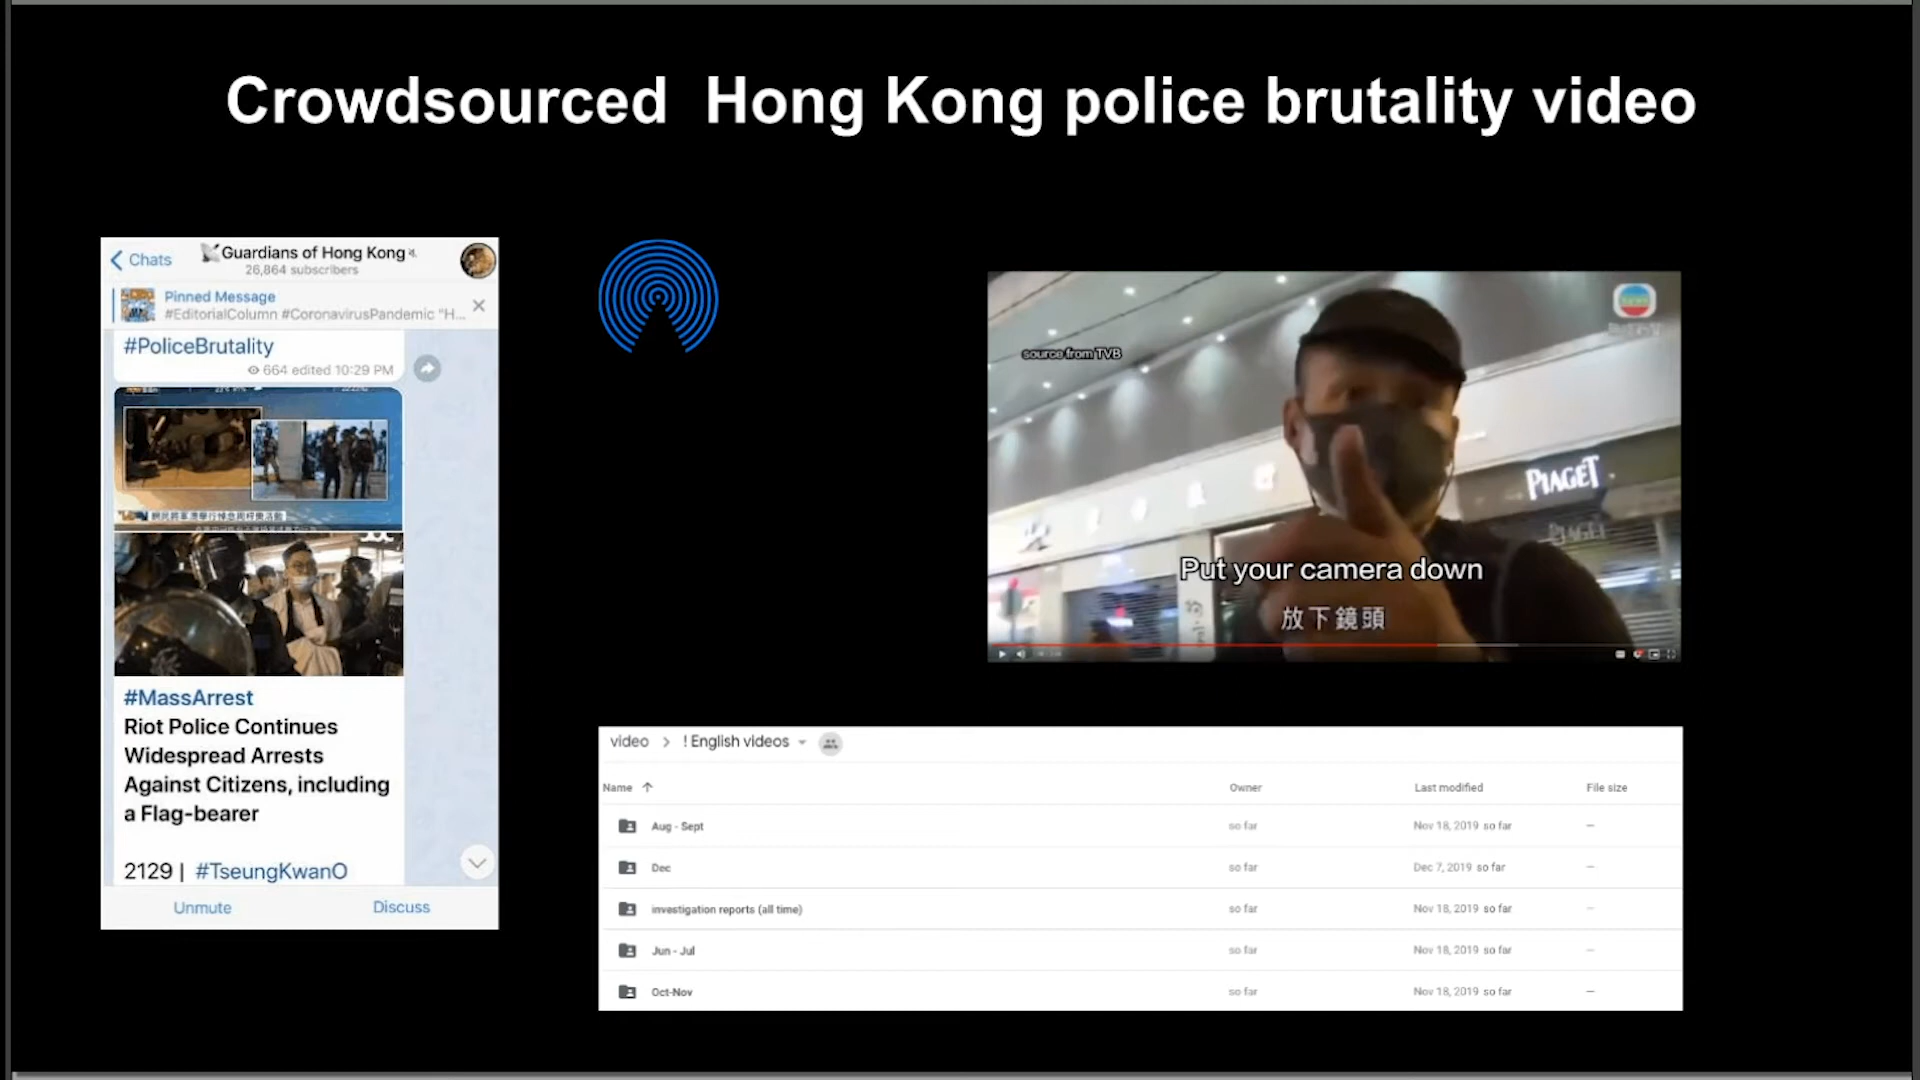 Crowdsourced  Hong Kong police brutality video
Chats
Guardians of Hong Kong
26,864 subscribers
Pinned Message
#EditorialColumn #CoronavirusPandemic "H...
#PoliceBrutality
664 edited 10:29 PM
#MassArrest
Riot Police Continues
Widespread Arrests
Against Citizens, including
a Flag-bearer
2129 | #TseungKwanO
Unmute Discuss
source from TVB
PIAGET
PIAGET
Put your camera down
放下鏡頭
video > ! English videos
Name Owner Last modified File size
Aug - Sept so far Nov 18, 2019 so far –
Dec so far Dec 7, 2019 so far –
investigation reports (all time) so far Nov 18, 2019 so far –
Jun - Jul so far Nov 18, 2019 so far –
Oct-Nov so far Nov 18, 2019 so far –